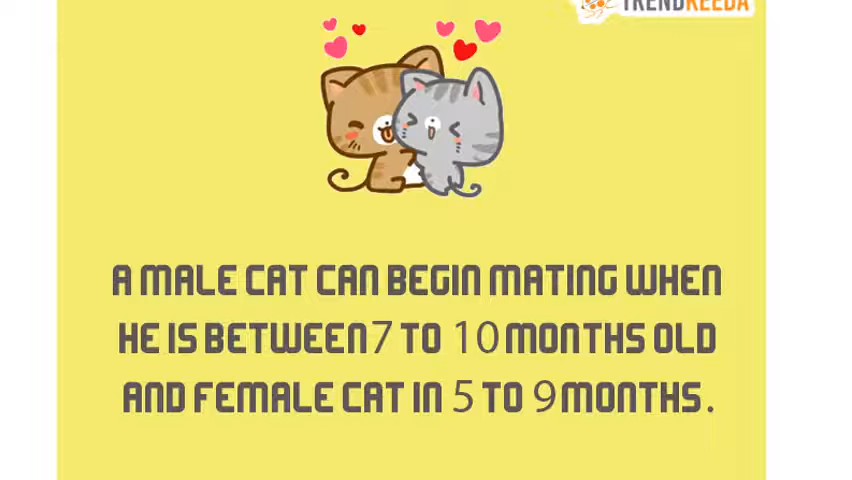 TRENDKEEDA
A MALE CAT CAN BEGIN MATING WHEN
HE IS BETWEEN 7 TO 10 MONTHS OLD
AND FEMALE CAT IN 5 TO 9 MONTHS.